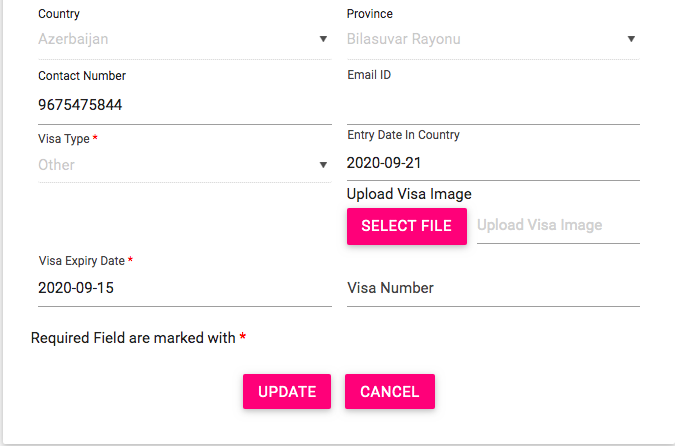 Country
Province
Azerbaijan
Bilasuvar Rayonu
Contact Number
Email ID
9675475844
Visa Type *
Entry Date In Country
Other
2020-09-21
Upload Visa Image
SELECT FILE
Upload Visa Image
Visa Expiry Date *
2020-09-15
Visa Number
Required Field are marked with *
UPDATE
CANCEL